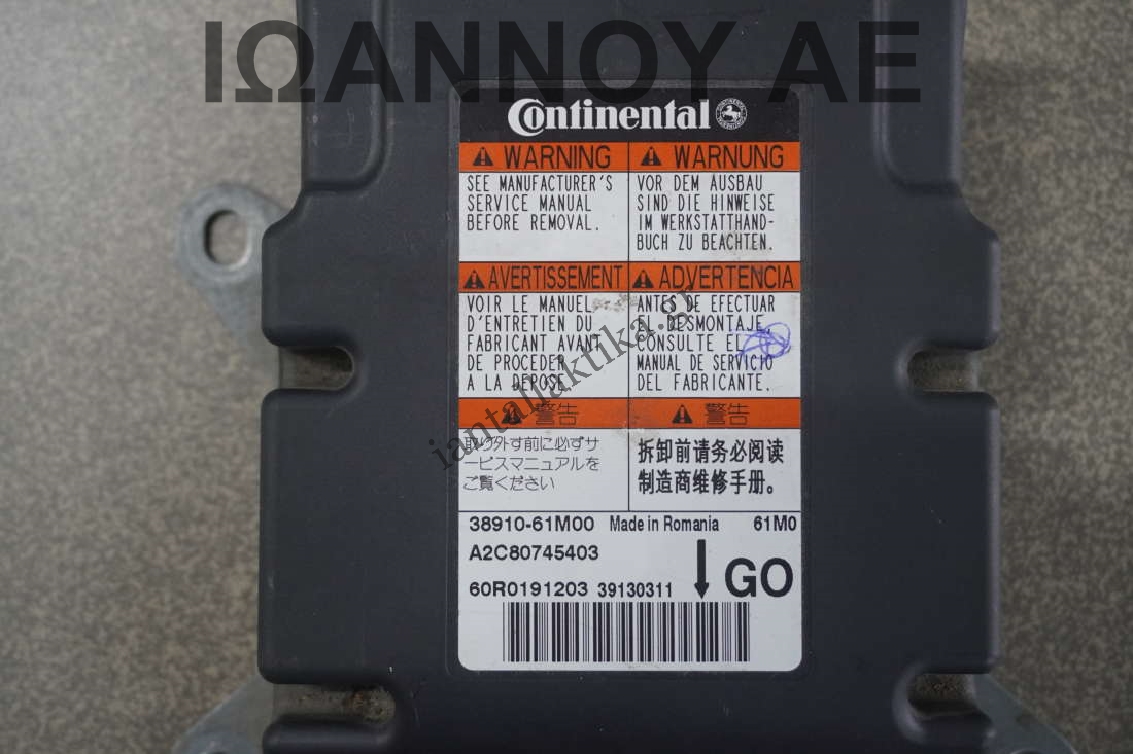 ΙΩΑΝΝΟΥ ΑΕ
Continental
WARNING
SEE MANUFACTURER'S
SERVICE MANUAL
BEFORE REMOVAL.
WARNUNG
VOR DEM AUSBAU
SIND DIE HINWEISE
IM WERKSTATTHAND-
BUCH ZU BEACHTEN.
AVERTISSEMENT
VOIR LE MANUEL
D'ENTRETIEN DU
FABRICANT AVANT
DE PROCEDER
A LA DEPOSE
ADVERTENCIA
ANTES DE EFECTUAR
EL DESMONTAJE
CONSULTE EL
MANUAL DE SERVICIO
DEL FABRICANTE.
警告
取り外す前に必ずサ
ービスマニュアルを
ご覧ください
警告
拆卸前请务必阅读
制造商维修手册。
iantallaktika.gr
38910-61M00 Made in Romania 61M0
A2C80745403
60R0191203 39130311
GO